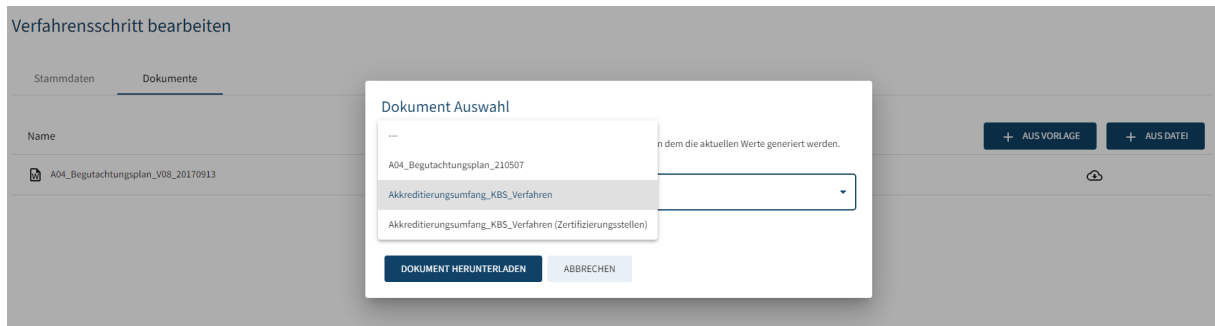 Verfahrensschritt bearbeiten
Stammdaten Dokumente
Dokument Auswahl
Name
---
n dem die aktuellen Werte generiert werden.
+ AUS VORLAGE + AUS DATEI
A04_Begutachtungsplan_210507
A04_Begutachtungsplan_V08_20170913
Akkreditierungsumfang_KBS_Verfahren
Akkreditierungsumfang_KBS_Verfahren (Zertifizierungsstellen)
DOKUMENT HERUNTERLADEN ABBRECHEN